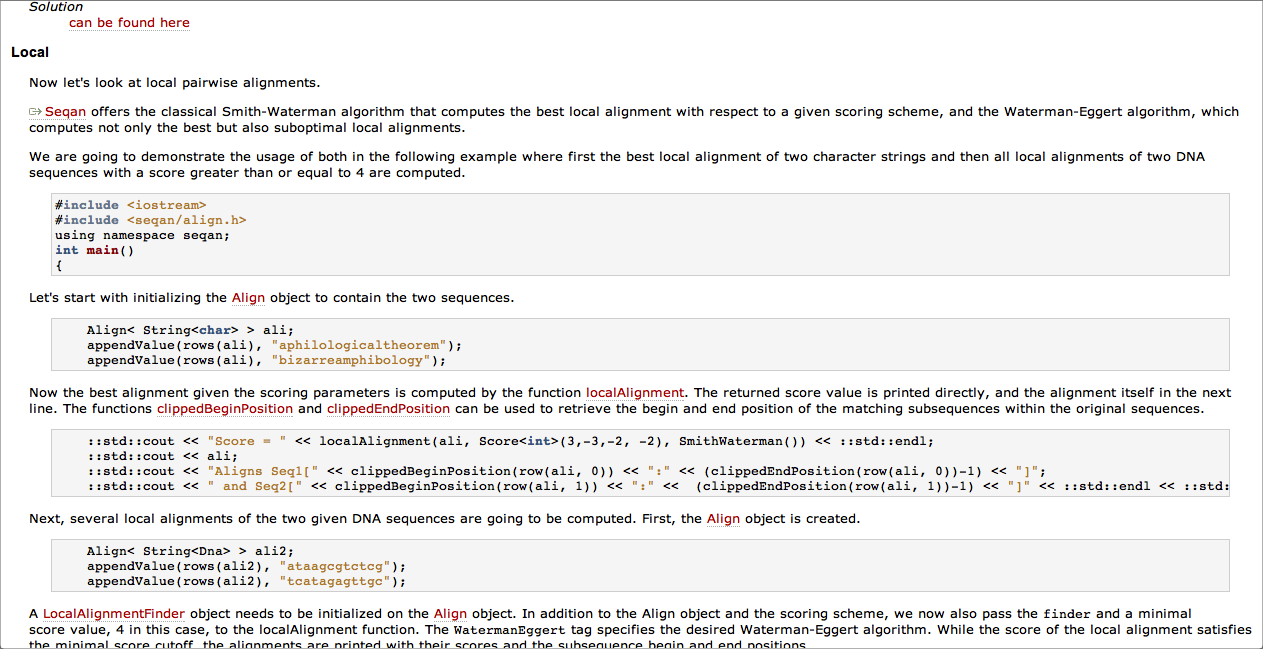 Solution
can be found here
Local
Now let's look at local pairwise alignments.
Seqan offers the classical Smith-Waterman algorithm that computes the best local alignment with respect to a given scoring scheme, and the Waterman-Eggert algorithm, which
computes not only the best but also suboptimal local alignments.
We are going to demonstrate the usage of both in the following example where first the best local alignment of two character strings and then all local alignments of two DNA
sequences with a score greater than or equal to 4 are computed.
#include <iostream>
#include <seqan/align.h>
using namespace seqan;
int main()
{
Let's start with initializing the Align object to contain the two sequences.
Align< String<char> > ali;
appendValue(rows(ali), "aphilologicaltheorem");
appendValue(rows(ali), "bizarreamphibology");
Now the best alignment given the scoring parameters is computed by the function localAlignment. The returned score value is printed directly, and the alignment itself in the next
line. The functions clippedBeginPosition and clippedEndPosition can be used to retrieve the begin and end position of the matching subsequences within the original sequences.
::std::cout << "Score = " << localAlignment(ali, Score<int>(3,-3,-2, -2), SmithWaterman()) << ::std::endl;
::std::cout << ali;
::std::cout << "Aligns Seq1[" << clippedBeginPosition(row(ali, 0)) << ":" << (clippedEndPosition(row(ali, 0))-1) << "]";
::std::cout << " and Seq2[" << clippedBeginPosition(row(ali, 1)) << ":" <<  (clippedEndPosition(row(ali, 1))-1) << "]" << ::std::endl << ::std:
Next, several local alignments of the two given DNA sequences are going to be computed. First, the Align object is created.
Align< String<Dna> > ali2;
appendValue(rows(ali2), "ataagcgtctcg");
appendValue(rows(ali2), "tcatagagttgc");
A LocalAlignmentFinder object needs to be initialized on the Align object. In addition to the Align object and the scoring scheme, we now also pass the finder and a minimal
score value, 4 in this case, to the localAlignment function. The WatermanEggert tag specifies the desired Waterman-Eggert algorithm. While the score of the local alignment satisfies
the minimal score cutoff, the alignments are printed with their scores and the subsequence begin and end positions.